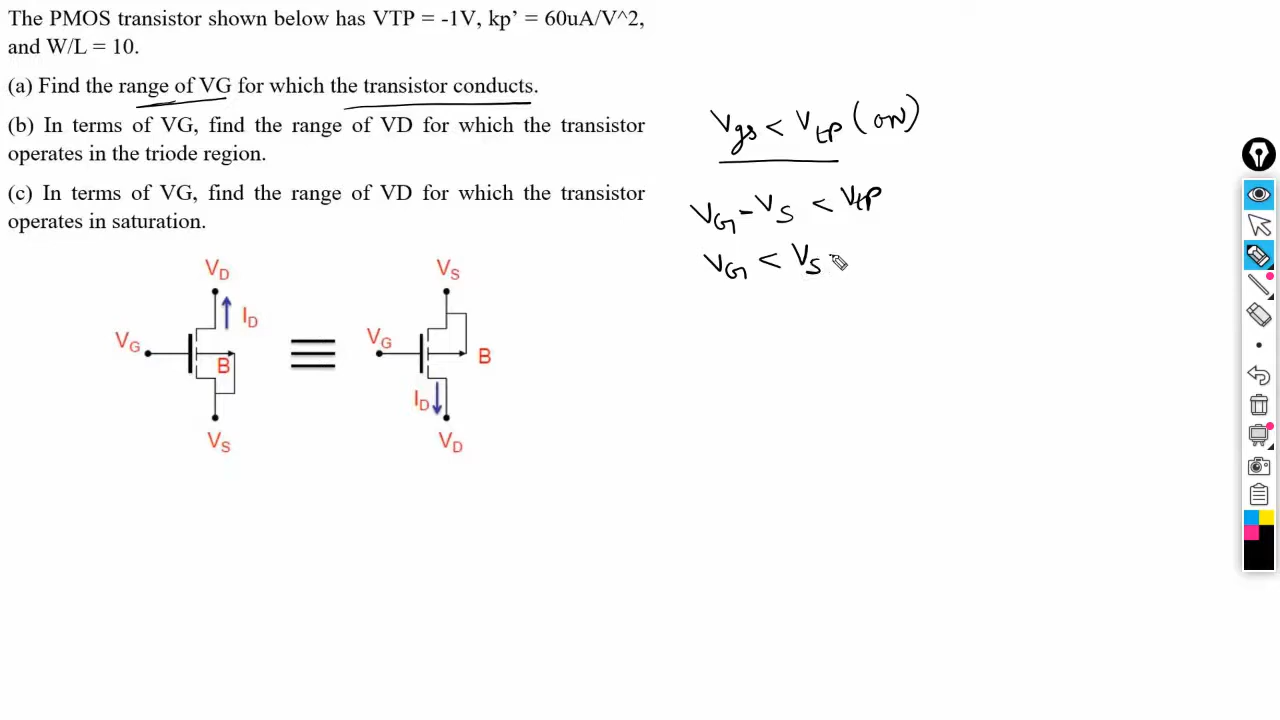 The PMOS transistor shown below has VTP = -1V, kp’ = 60uA/V^2,
and W/L = 10.
(a) Find the range of VG for which the transistor conducts.
(b) In terms of VG, find the range of VD for which the transistor
operates in the triode region.
(c) In terms of VG, find the range of VD for which the transistor
operates in saturation.
Vgs < Vtp (ON)
VG - VS < Vtp
VG < VS
VD
ID
VG
B
VS
VS
VG
B
ID
VD